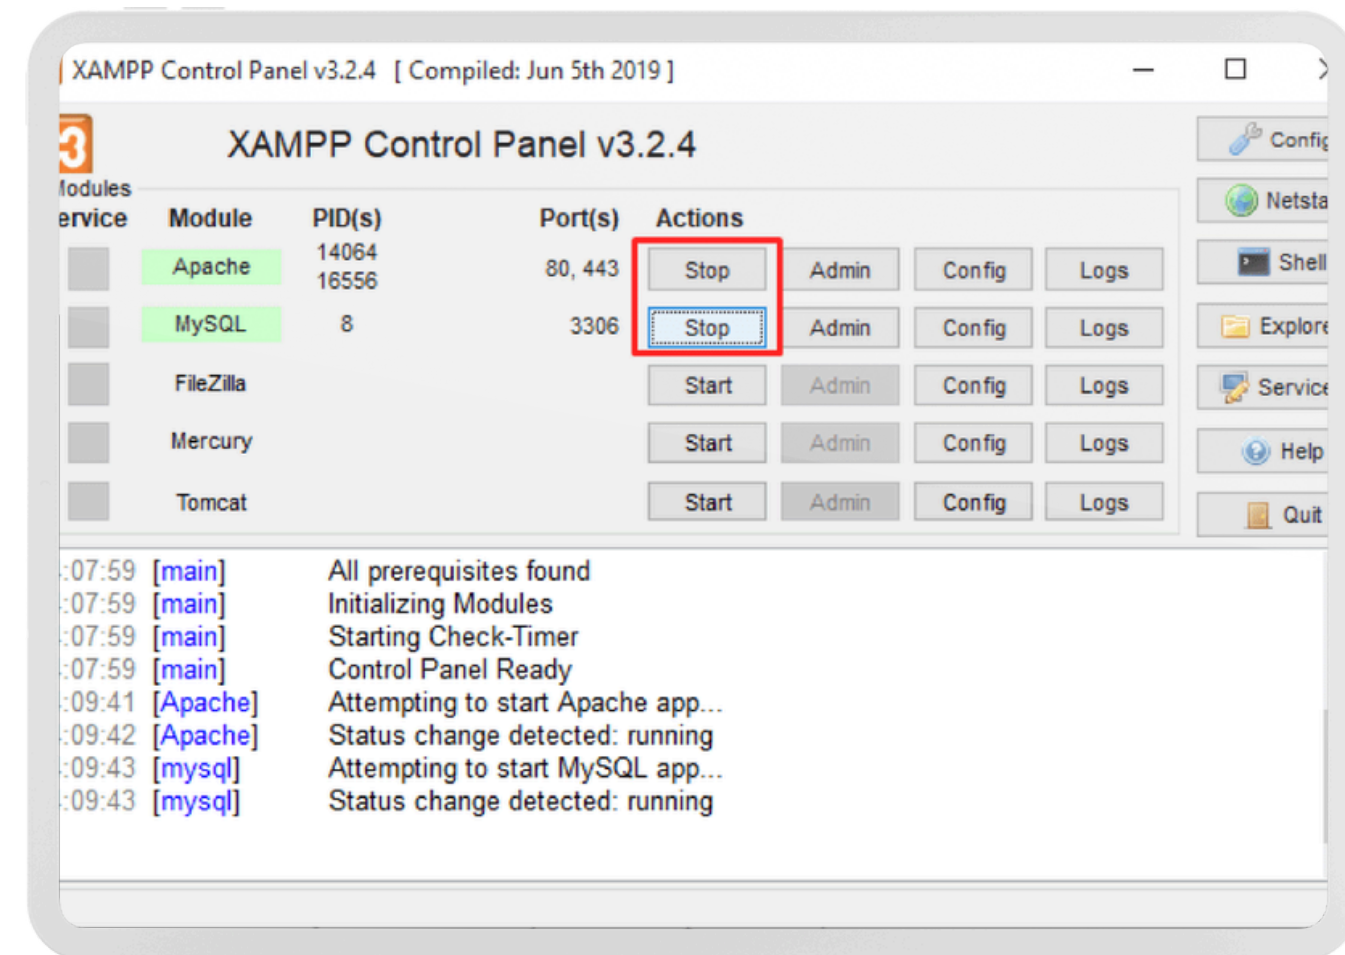 XAMPP Control Panel v3.2.4 [ Compiled: Jun 5th 2019 ]
XAMPP Control Panel v3.2.4
Config
Modules
Netsta
ervice Module PID(s) Port(s) Actions
Apache 14064 16556 80, 443 Stop Admin Config Logs
Shell
MySQL 8 3306 Stop Admin Config Logs
Explore
FileZilla Start Admin Config Logs
Service
Mercury Start Admin Config Logs
Help
Tomcat Start Admin Config Logs
Quit
:07:59 [main] All prerequisites found
:07:59 [main] Initializing Modules
:07:59 [main] Starting Check-Timer
:07:59 [main] Control Panel Ready
:09:41 [Apache] Attempting to start Apache app...
:09:42 [Apache] Status change detected: running
:09:43 [mysql] Attempting to start MySQL app...
:09:43 [mysql] Status change detected: running